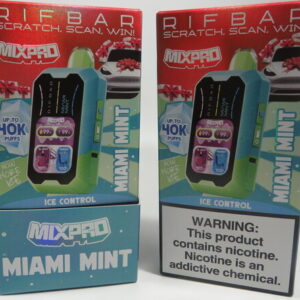 RIFBAR
SCRATCH, SCAN, WIN!
MIXPRO
UP TO
40K
PUFFS
MIAMI MINT
ICE CONTROL
MIXPRO
MIAMI MINT
RIFBAR
SCRATCH, SCAN, WIN!
MIXPRO
UP TO
40K
PUFFS
MIAMI MINT
ICE CONTROL
WARNING:
This product
contains nicotine.
Nicotine is an
addictive chemical.